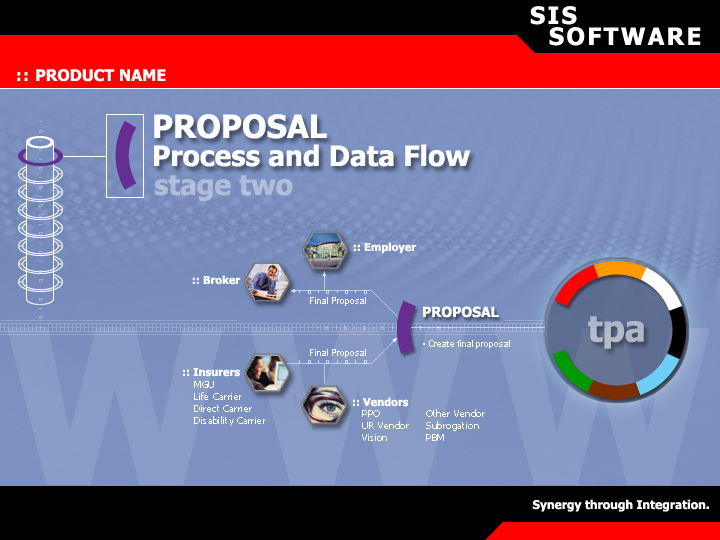 SIS
SOFTWARE
:: PRODUCT NAME
PROPOSAL
Process and Data Flow
stage two
:: Employer
:: Broker
Final Proposal
PROPOSAL
• Create final proposal
tpa
Final Proposal
:: Insurers
MGU
Life Carrier
Direct Carrier
Disability Carrier
:: Vendors
PPO
UR Vendor
Vision
Other Vendor
Subrogation
PBM
WWW
Synergy through Integration.